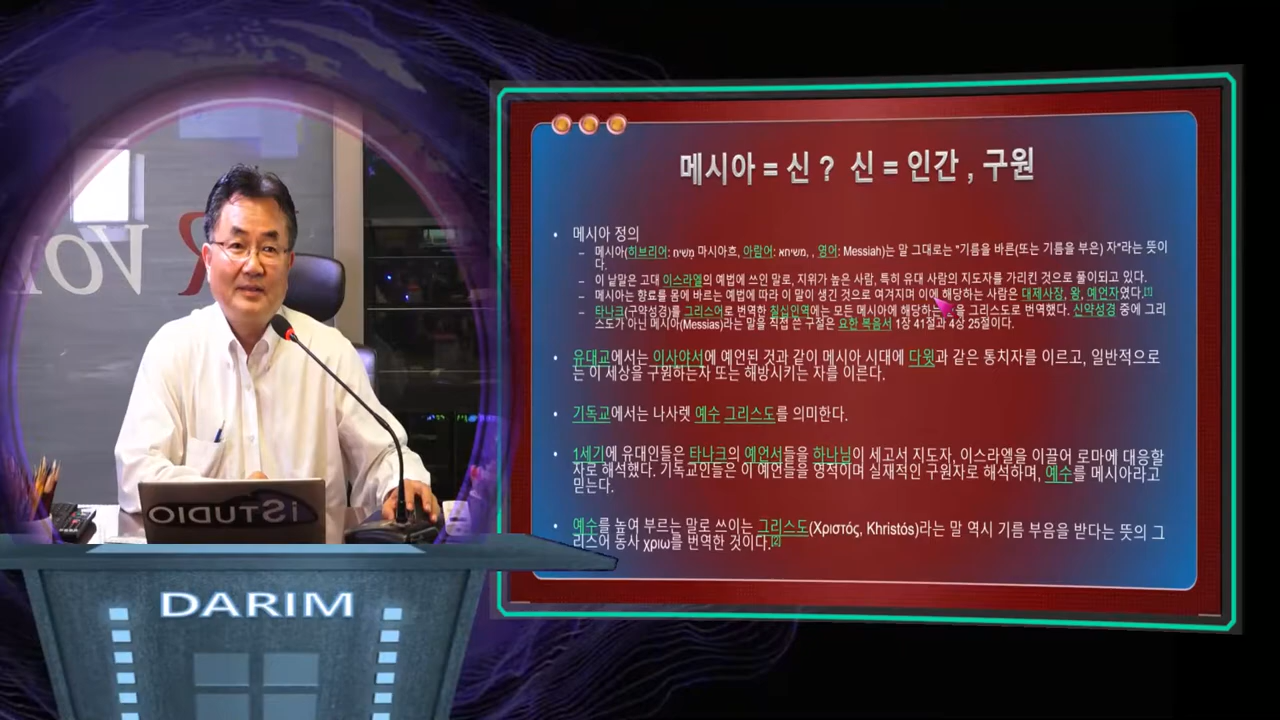 메시아 = 신 ? 신 = 인간 , 구원
• 메시아 정의
– 메시아(히브리어: משיח 마시아흐, 아람어: משיחא, , 영어: Messiah)는 말 그대로는 "기름을 바른(또는 기름을 부은) 자"라는 뜻이
다.
– 이 낱말은 고대 이스라엘의 예법에 쓰인 말로, 지위가 높은 사람, 특히 유대 사람의 지도자를 가리킨 것으로 풀이되고 있다.
– 메시아는 향료를 몸에 바르는 예법에 따라 이 말이 생긴 것으로 여겨지며 이에 해당하는 사람은 대제사장, 왕, 예언자였다.[1]
– 타나크(구약성경)를 그리스어로 번역한 칠십인역에는 모든 메시아에 해당하는 을 그리스도로 번역했다. 신약성경 중에 그리
스도가 아닌 메시아(Messias)라는 말을 직접 쓴 구절은 요한 복음서 1장 41절과 4상 25절이다.
• 유대교에서는 이사야서에 예언된 것과 같이 메시아 시대에 다윗과 같은 통치자를 이르고, 일반적으로
는 이 세상을 구원하는자 또는 해방시키는 자를 이른다.
• 기독교에서는 나사렛 예수 그리스도를 의미한다.
• 1세기에 유대인들은 타나크의 예언서들을 하나님이 세고서 지도자, 이스라엘을 이끌어 로마에 대응할
자로 해석했다. 기독교인들은 이 예언들을 영적이며 실재적인 구원자로 해석하며, 예수를 메시아라고
믿는다.
• 예수를 높여 부르는 말로 쓰이는 그리스도(Χριστός, Khristós)라는 말 역시 기름 부음을 받다는 뜻의 그
리스어 동사 χριω를 번역한 것이다.[2]
iSTUDIO
DARIM